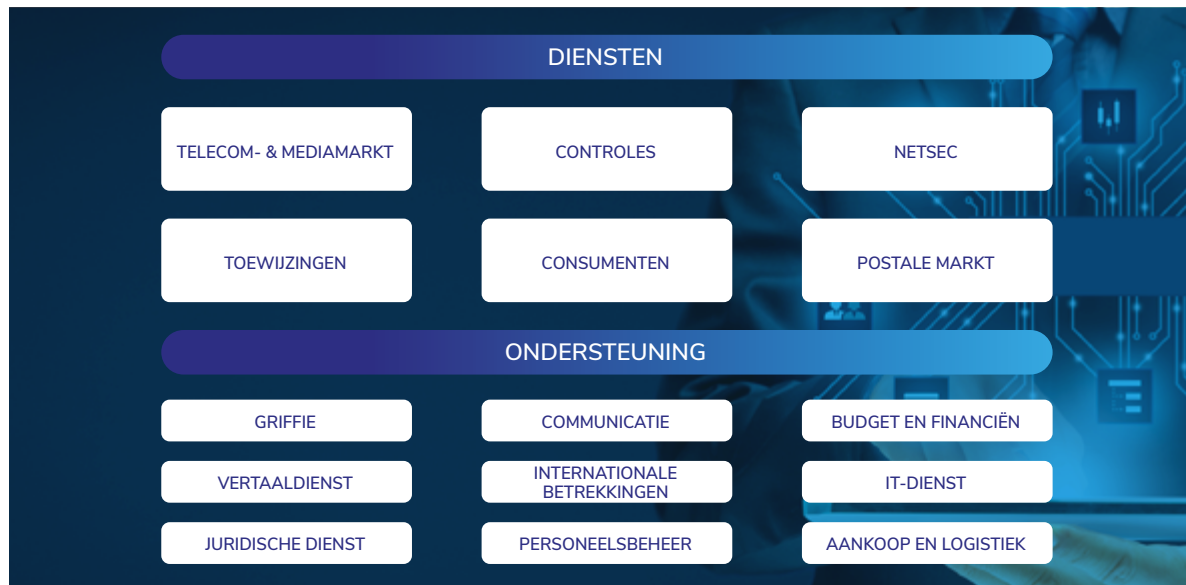 DIENSTEN
TELECOM- & MEDIAMARKT
CONTROLES
NETSEC
TOEWIJZINGEN
CONSUMENTEN
POSTALE MARKT
ONDERSTEUNING
GRIFFIE
COMMUNICATIE
BUDGET EN FINANCIËN
VERTAALDIENST
INTERNATIONALE
BETREKKINGEN
IT-DIENST
JURIDISCHE DIENST
PERSONEELSBEHEER
AANKOOP EN LOGISTIEK